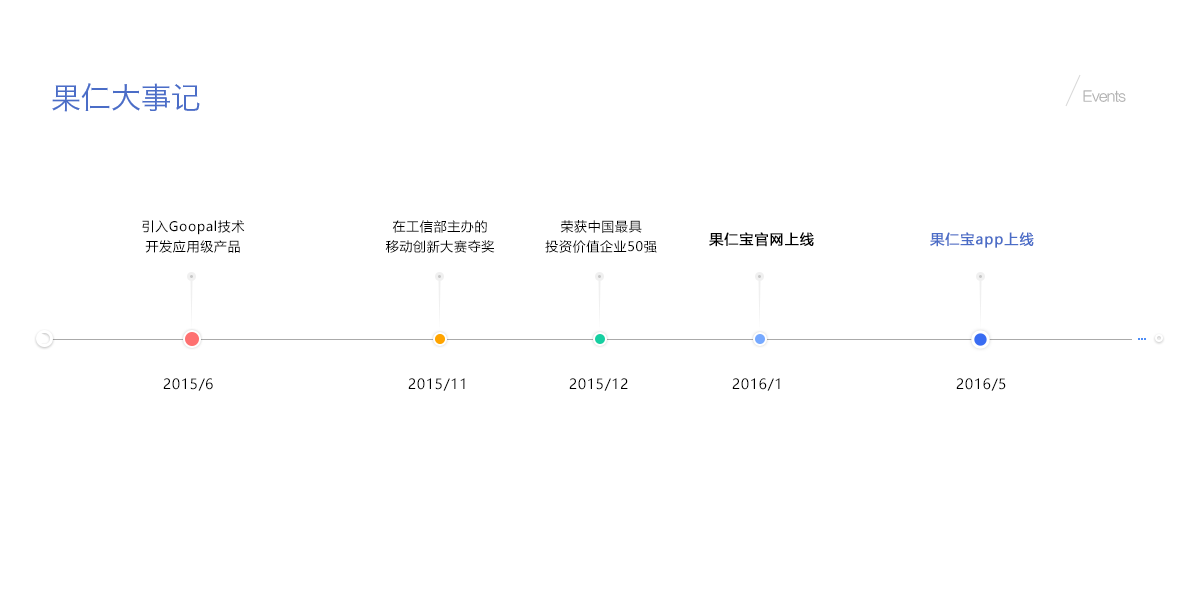 果仁大事记
Events
引入Goopal技术
开发应用级产品
在工信部主办的
移动创新大赛夺奖
荣获中国最具
投资价值企业50强
果仁宝官网上线
果仁宝app上线
2015/6
2015/11
2015/12
2016/1
2016/5